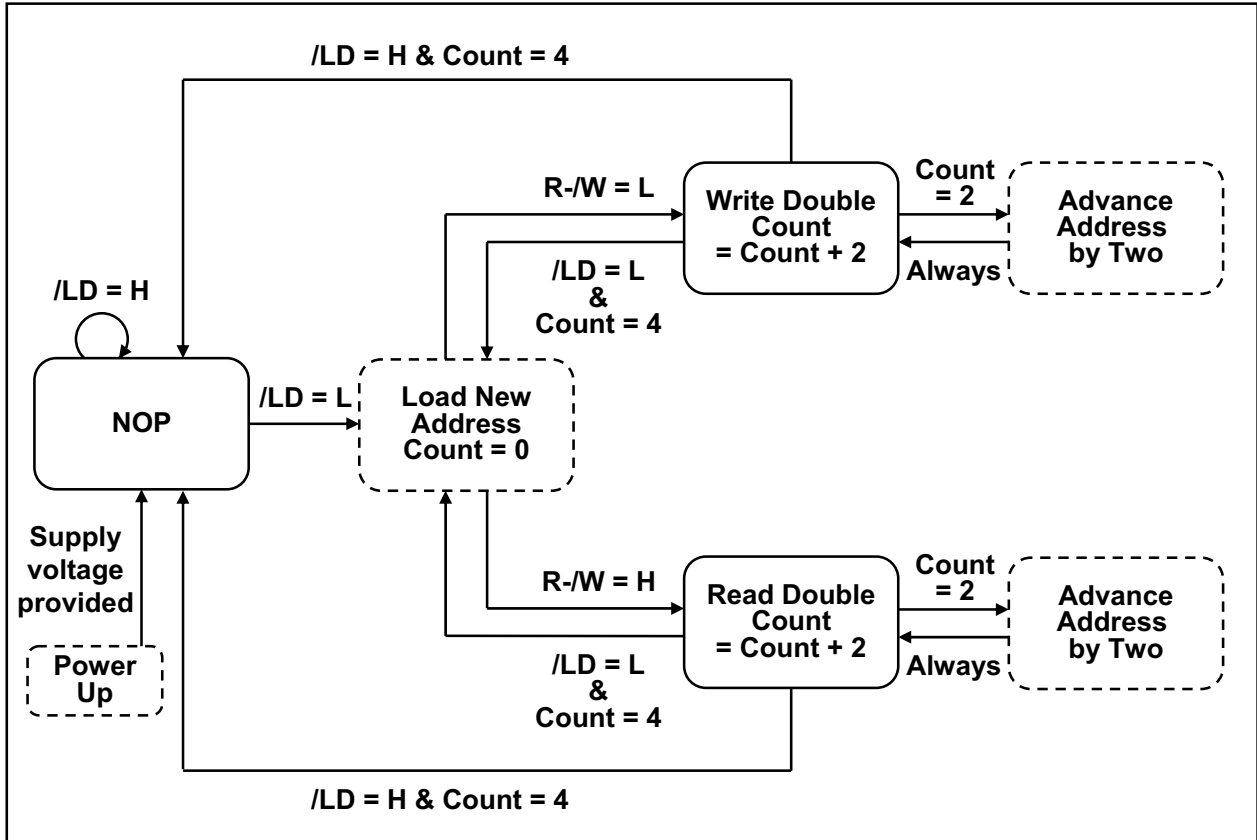 /LD = H & Count = 4
R-/W = L
Write Double
Count
= Count + 2
Count
= 2
Advance
Address
by Two
Always
/LD = L
&
Count = 4
/LD = H
NOP
/LD = L
Load New
Address
Count = 0
Supply
voltage
provided
Power
Up
R-/W = H
Read Double
Count
= Count + 2
Count
= 2
Advance
Address
by Two
Always
/LD = L
&
Count = 4
/LD = H & Count = 4